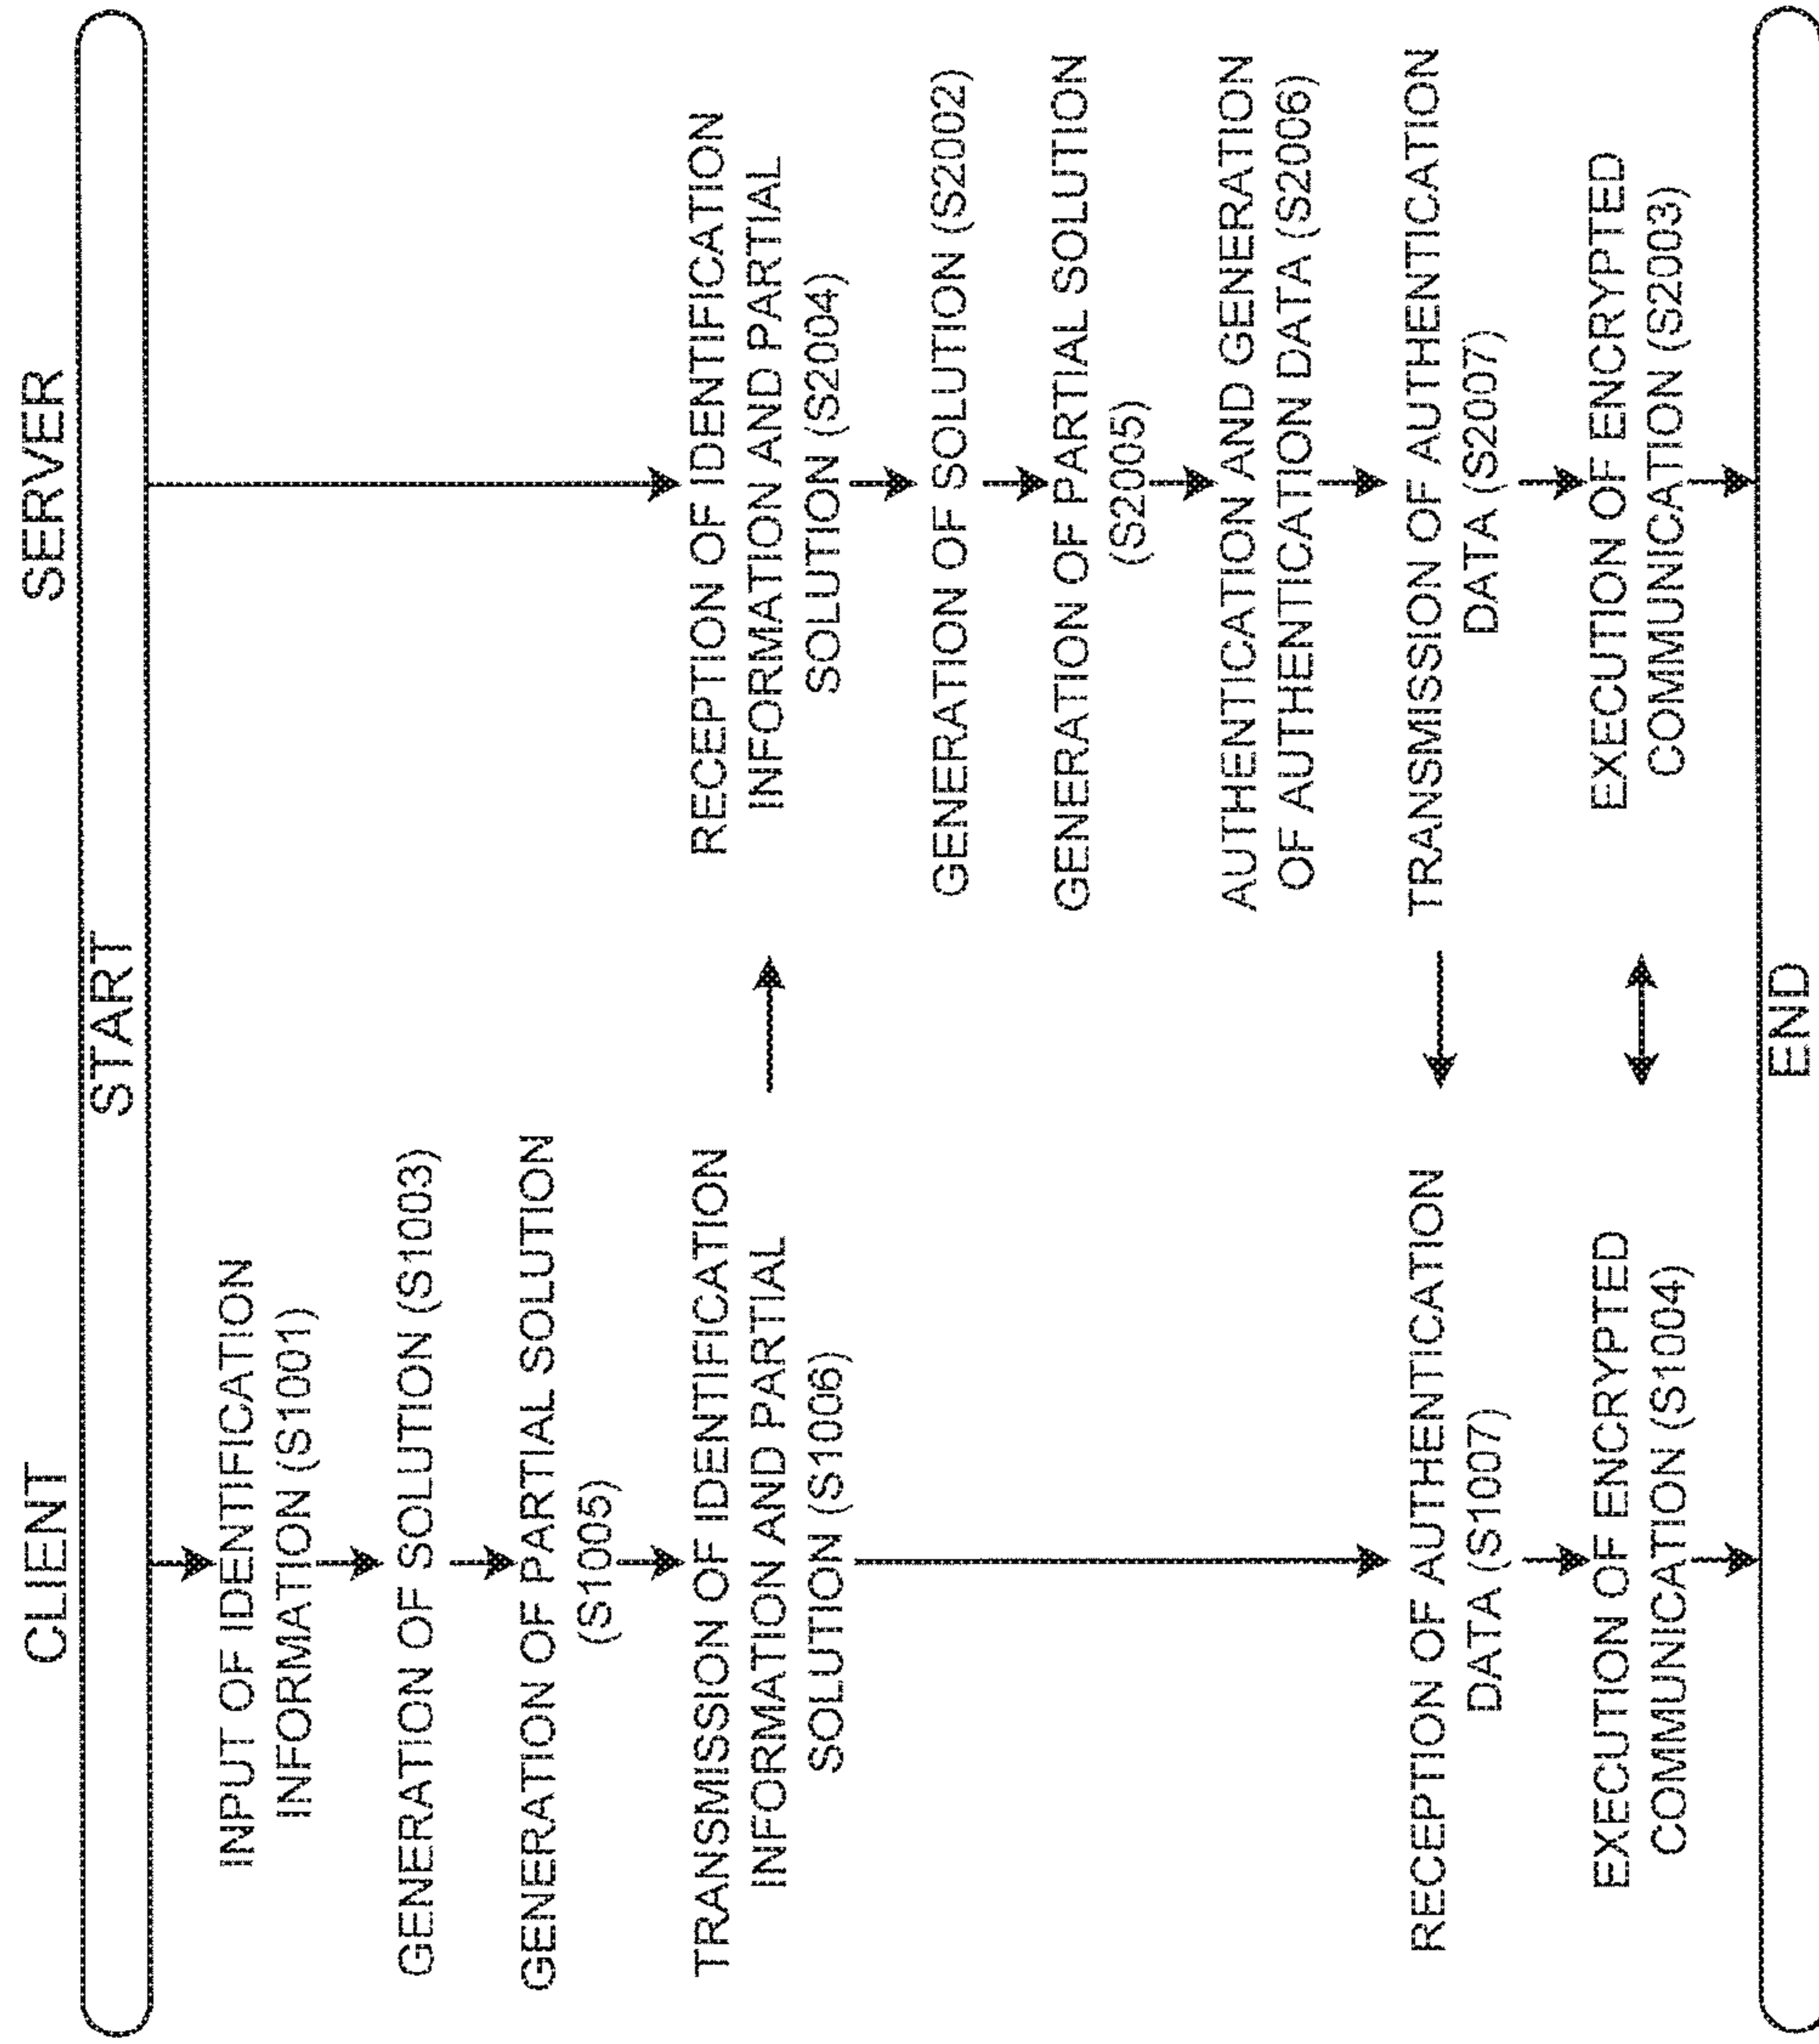 CLIENT
SERVER
START
INPUT OF IDENTIFICATION
INFORMATION (S1001)
GENERATION OF SOLUTION (S1003)
GENERATION OF PARTIAL SOLUTION
(S1005)
TRANSMISSION OF IDENTIFICATION
INFORMATION AND PARTIAL
SOLUTION (S1006)
RECEPTION OF IDENTIFICATION
INFORMATION AND PARTIAL
SOLUTION (S2004)
GENERATION OF SOLUTION (S2002)
GENERATION OF PARTIAL SOLUTION
(S2005)
AUTHENTICATION AND GENERATION
OF AUTHENTICATION DATA (S2006)
TRANSMISSION OF AUTHENTICATION
DATA (S2007)
RECEPTION OF AUTHENTICATION
DATA (S1007)
EXECUTION OF ENCRYPTED
COMMUNICATION (S1004)
EXECUTION OF ENCRYPTED
COMMUNICATION (S2003)
END